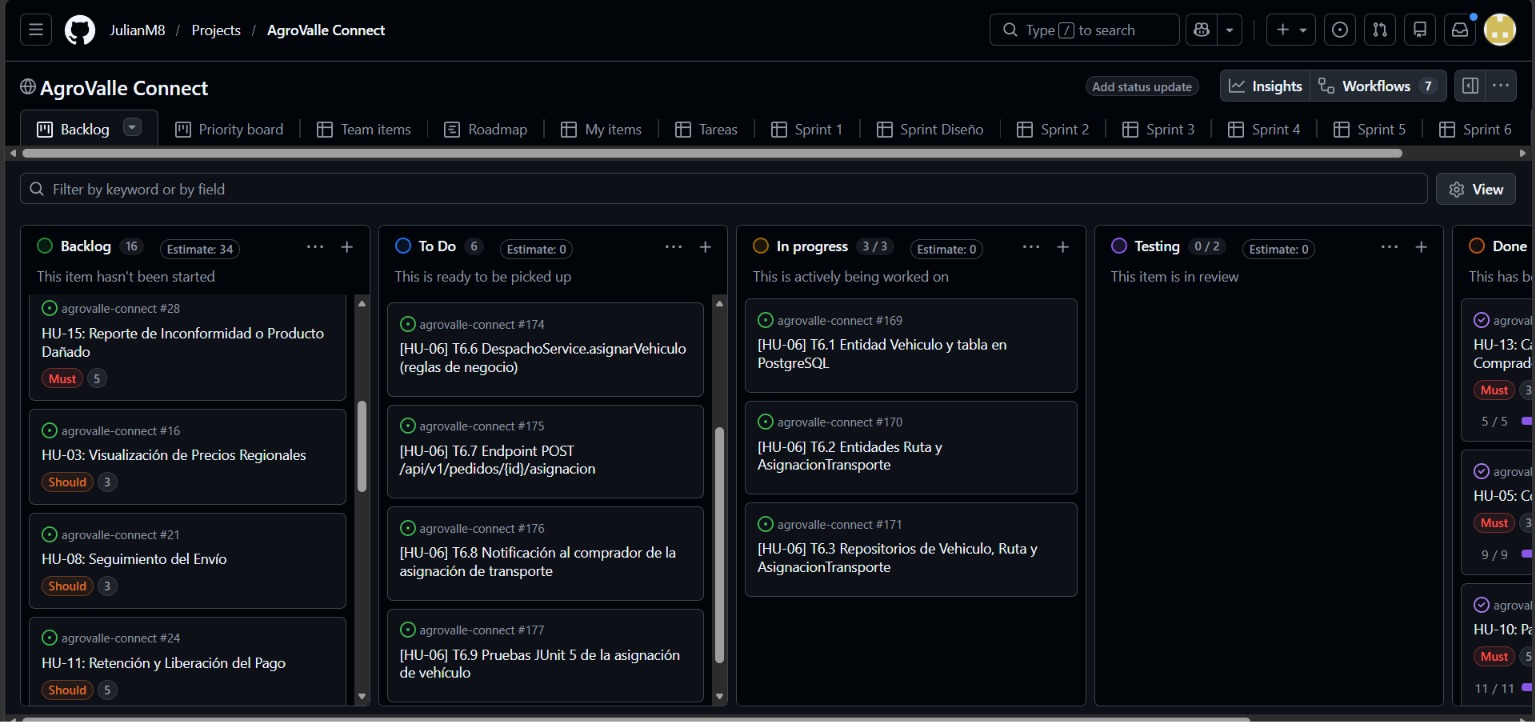 JulianM8 / Projects / AgroValle Connect
Type / to search
AgroValle Connect
Add status update
Insights
Workflows 7
Backlog
Priority board
Team items
Roadmap
My items
Tareas
Sprint 1
Sprint Diseño
Sprint 2
Sprint 3
Sprint 4
Sprint 5
Sprint 6
Filter by keyword or by field
View
Backlog 16 Estimate: 34
This item hasn't been started
agrovalle-connect #28
HU-15: Reporte de Inconformidad o Producto
Dañado
Must 5
agrovalle-connect #16
HU-03: Visualización de Precios Regionales
Should 3
agrovalle-connect #21
HU-08: Seguimiento del Envío
Should 3
agrovalle-connect #24
HU-11: Retención y Liberación del Pago
Should 5
To Do 6 Estimate: 0
This is ready to be picked up
agrovalle-connect #174
[HU-06] T6.6 DespachoService.asignarVehiculo
(reglas de negocio)
agrovalle-connect #175
[HU-06] T6.7 Endpoint POST
/api/v1/pedidos/{id}/asignacion
agrovalle-connect #176
[HU-06] T6.8 Notificación al comprador de la
asignación de transporte
agrovalle-connect #177
[HU-06] T6.9 Pruebas JUnit 5 de la asignación
de vehículo
In progress 3 / 3 Estimate: 0
This is actively being worked on
agrovalle-connect #169
[HU-06] T6.1 Entidad Vehiculo y tabla en
PostgreSQL
agrovalle-connect #170
[HU-06] T6.2 Entidades Ruta y
AsignacionTransporte
agrovalle-connect #171
[HU-06] T6.3 Repositorios de Vehiculo, Ruta y
AsignacionTransporte
Testing 0 / 2 Estimate: 0
This item is in review
Done
This has
HU-13:
Must
5 / 5
HU-05:
Must
9 / 9
HU-10:
Must
11 / 11